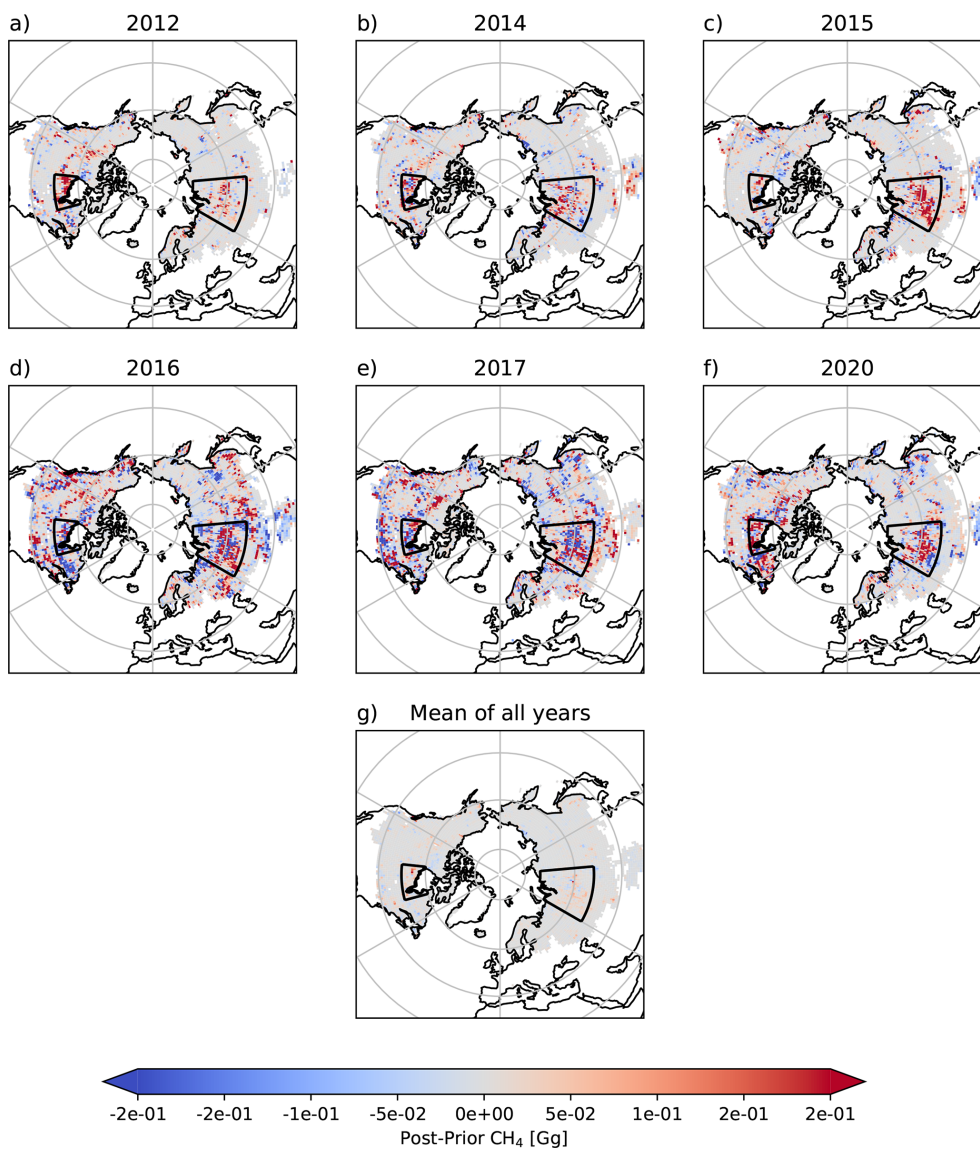 a) 2012
b) 2014
c) 2015
d) 2016
e) 2017
f) 2020
g) Mean of all years
-2e-01 -2e-01 -1e-01 -5e-02 0e+00 5e-02 1e-01 2e-01 2e-01
Post-Prior CH₄ [Gg]